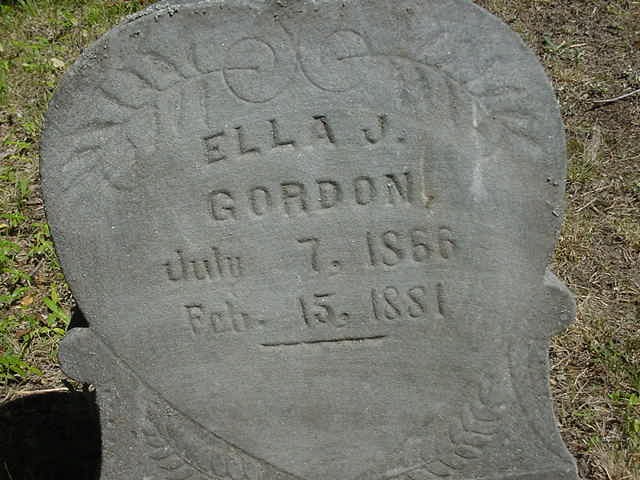 ELLA J.
GORDON,
July 7, 1866
Feb. 15, 1881